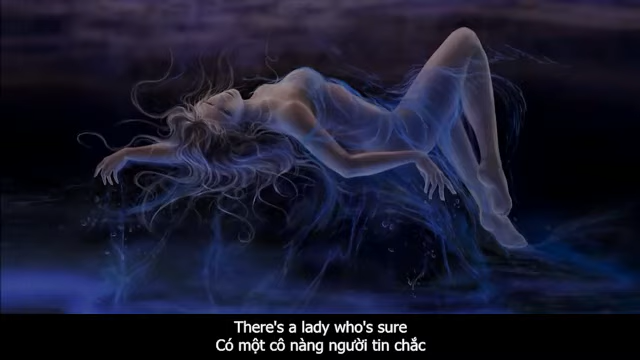 There's a lady who's sure
Có một cô nàng người tin chắc